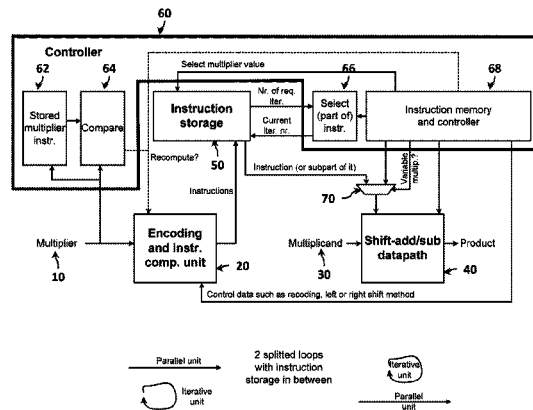 60
Controller
62
64
Select multiplier value
66
68
Stored multiplier instr.
Compare
Instruction storage
Nr. of req. Iter.
Current Iter. nr.
Select (part of) instr.
Instruction memory and controller
Recompute?
50
Instruction (or subpart of it)
Variable multip.?
Instructions
70
Multiplier
10
Encoding and instr. comp. unit
20
Multiplicand
30
Shift-add/sub datapath
40
Product
Control data such as recoding, left or right shift method
Parallel unit
2 splitted loops with instruction storage in between
Iterative unit
Iterative unit
Parallel unit